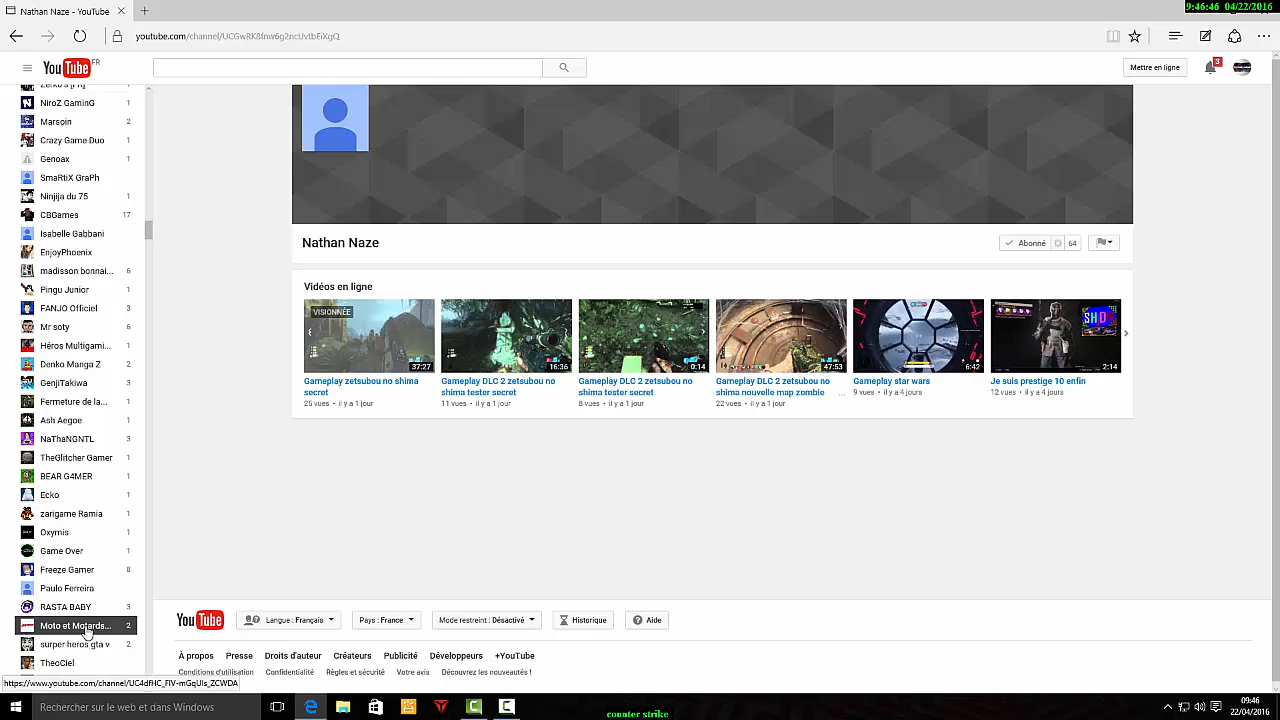 Nathan Naze - YouTube
9:46:46 04/22/2016
youtube.com/channel/UCGwRK8fnw6g2ncUvtbEiXgQ
YouTube FR
Mettre en ligne
3
NiroZ GaminG 1
Marsoin 2
Crazy Game Duo 1
Genoax 1
SmaRtiX GraPh
Ninjija du 75 1
CBGames 17
Isabelle Gabbani
EnjoyPhoenix
madisson bonnai... 6
Pingu Junior 1
FANJO Officiel 3
Mr soty 3
Héros Multigami... 1
Denko Manga Z 2
GenjiTakiwa 3
Fermeture de la... 1
Ash Aegoe 1
NaThaNGNTL 3
TheGlitcher Gamer 1
BEAR G4MER 1
Ecko 1
zarigame Ramia 1
Oxymis 1
Game Over 1
Freeze Gamer 8
Paulo Ferreira
RASTA BABY 3
Moto et Motards... 2
surper heros gta v 2
TheoCiel
Nathan Naze
Abonné 64
Vidéos en ligne
VISIONNÉE
37:27
16:36
0:14
47:53
6:42
SHD
2:14
Gameplay zetsubou no shima secret
25 vues • il y a 1 jour
Gameplay DLC 2 zetsubou no shima tester secret
11 vues • il y a 1 jour
Gameplay DLC 2 zetsubou no shima tester secret
8 vues • il y a 1 jour
Gameplay DLC 2 zetsubou no shima nouvelle map zombie ...
22 vues • il y a 1 jour
Gameplay star wars
9 vues • il y a 4 jours
Je suis prestige 10 enfin
12 vues • il y a 4 jours
YouTube
Langue : Français
Pays : France
Mode restreint : Désactivé
Historique
Aide
À propos Presse Droits d'auteur Créateurs Publicité Développeurs +YouTube
Conditions d'utilisation Confidentialité Règles et sécurité Votre avis Découvrez les nouveautés !
https://www.youtube.com/channel/UC4dfHC_FIV-mGqUIs_ZCWDA
Rechercher sur le web et dans Windows
counter strike
09:46
22/04/2016